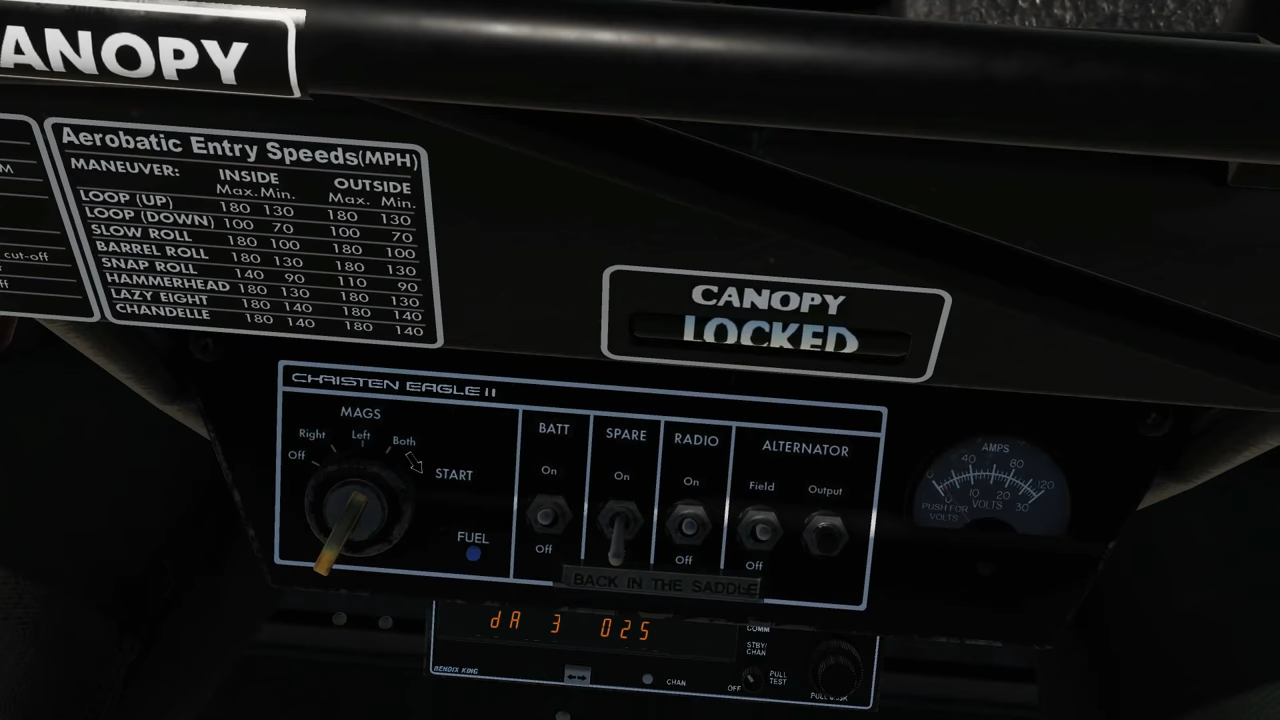 ANOPY
Aerobatic Entry Speeds(MPH)
MANEUVER: INSIDE OUTSIDE
Max. Min. Max. Min.
LOOP (UP) 180 130 180 130
LOOP (DOWN) 100 70 100 70
SLOW ROLL 180 100 180 100
BARREL ROLL 180 130 180 130
SNAP ROLL 140 90 110 90
HAMMERHEAD 180 130 180 130
LAZY EIGHT 180 140 180 140
CHANDELLE 180 140 180 140
M
cut-off
CANOPY
LOCKED
CHRISTEN EAGLE II
MAGS
Off
Right
Left
Both
START
FUEL
BATT
On
Off
SPARE
On
RADIO
On
Off
ALTERNATOR
Field
Output
Off
BACK IN THE SADDLE
AMPS
0 40 80 120
0 10 20 30
VOLTS
PUSH FOR
VOLTS
dA 3 025
COMM
STBY/
CHAN
OFF
PULL
TEST
BENDIX KING
CHAN